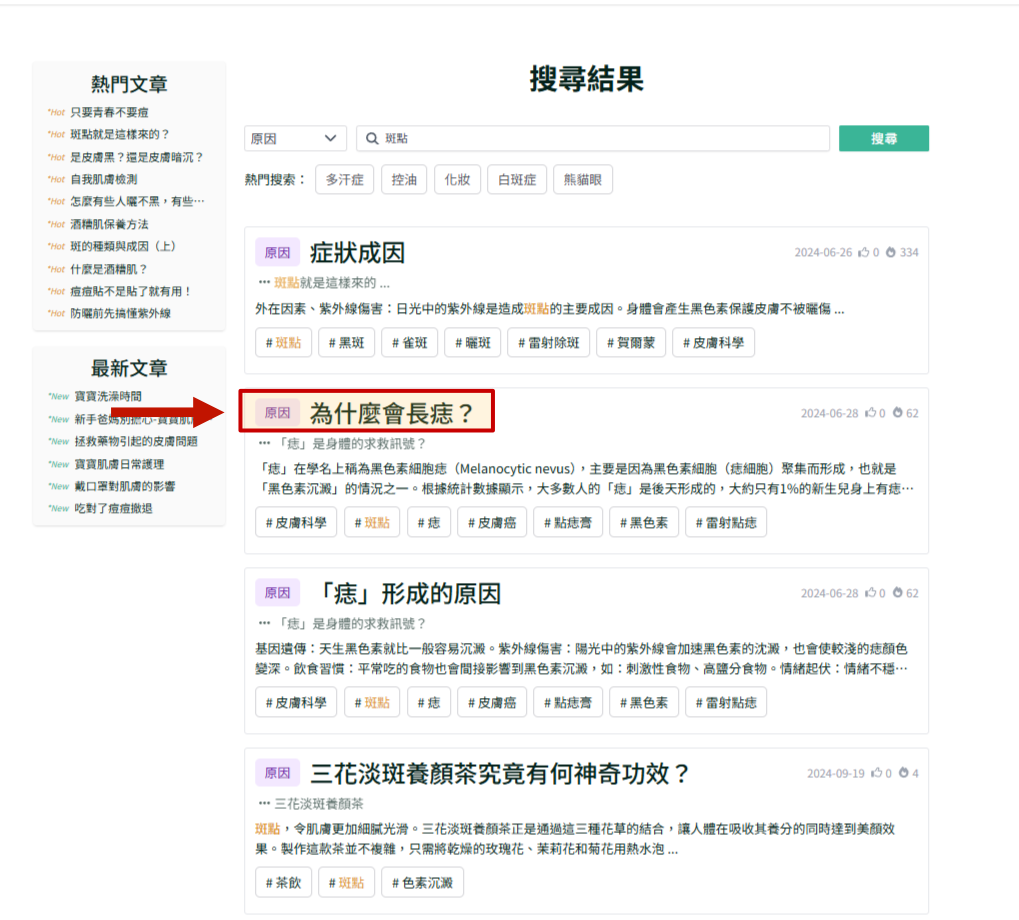 熱門文章
*Hot 只要青春不要痘
*Hot 斑點就是這樣來的？
*Hot 是皮膚黑？還是皮膚暗沉？
*Hot 自我肌膚檢測
*Hot 怎麼有些人曬不黑，有些…
*Hot 酒糟肌保養方法
*Hot 斑的種類與成因（上）
*Hot 什麼是酒糟肌？
*Hot 痘痘貼不是貼了就有用！
*Hot 防曬前先搞懂紫外線
最新文章
*New 寶寶洗澡時間
*New 新手爸媽別擔心-寶寶肌
*New 拯救藥物引起的皮膚問題
*New 寶寶肌膚日常護理
*New 戴口罩對肌膚的影響
*New 吃對了痘痘撤退
搜尋結果
原因 斑點 搜尋
熱門搜索： 多汗症 控油 化妝 白斑症 熊貓眼
原因 症狀成因 2024-06-26 0 334
··· 斑點就是這樣來的 ...
外在因素、紫外線傷害：日光中的紫外線是造成斑點的主要成因。身體會產生黑色素保護皮膚不被曬傷 ...
# 斑點 # 黑斑 # 雀斑 # 曬斑 # 雷射除斑 # 賀爾蒙 # 皮膚科學
原因 為什麼會長痣？ 2024-06-28 0 62
··· 「痣」是身體的求救訊號？
「痣」在學名上稱為黑色素細胞痣（Melanocytic nevus），主要是因為黑色素細胞（痣細胞）聚集而形成，也就是
「黑色素沉澱」的情況之一。根據統計數據顯示，大多數人的「痣」是後天形成的，大約只有1%的新生兒身上有痣…
# 皮膚科學 # 斑點 # 痣 # 皮膚癌 # 點痣膏 # 黑色素 # 雷射點痣
原因 「痣」形成的原因 2024-06-28 0 62
··· 「痣」是身體的求救訊號？
基因遺傳：天生黑色素就比一般容易沉澱。紫外線傷害：陽光中的紫外線會加速黑色素的沈澱，也會使較淺的痣顏色
變深。飲食習慣：平常吃的食物也會間接影響到黑色素沉澱，如：刺激性食物、高鹽分食物。情緒起伏：情緒不穩…
# 皮膚科學 # 斑點 # 痣 # 皮膚癌 # 點痣膏 # 黑色素 # 雷射點痣
原因 三花淡斑養顏茶究竟有何神奇功效？ 2024-09-19 0 4
··· 三花淡斑養顏茶
斑點，令肌膚更加細膩光滑。三花淡斑養顏茶正是通過這三種花草的結合，讓人體在吸收其養分的同時達到美顏效
果。製作這款茶並不複雜，只需將乾燥的玫瑰花、茉莉花和菊花用熱水泡 ...
# 茶飲 # 斑點 # 色素沉澱